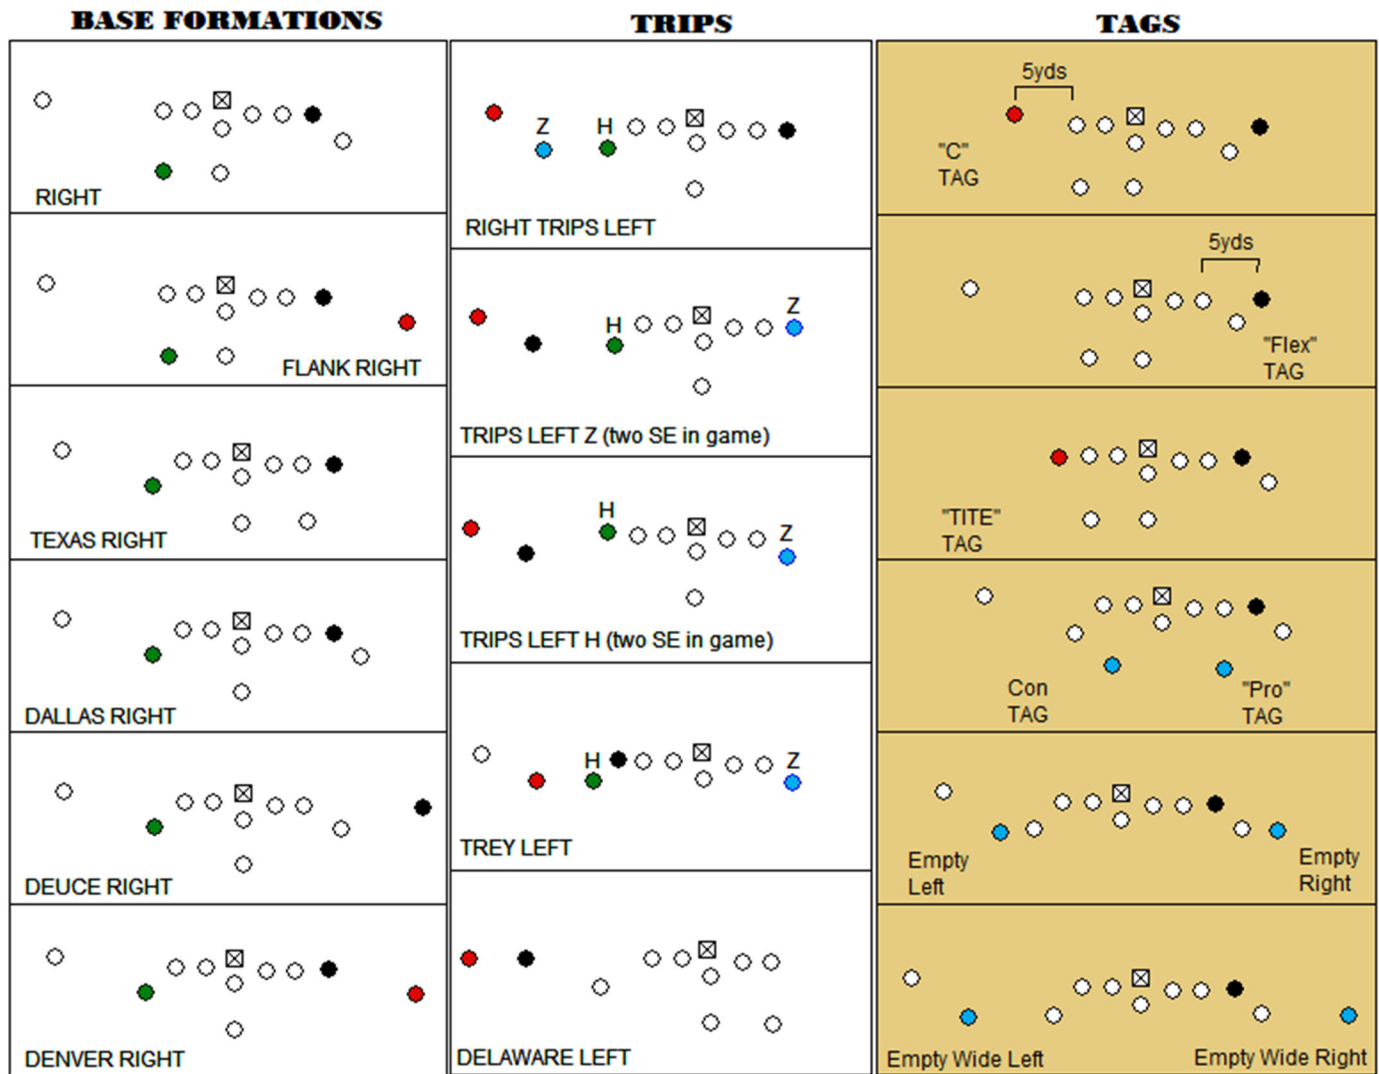 BASE FORMATIONS
RIGHT
FLANK RIGHT
TEXAS RIGHT
DALLAS RIGHT
DEUCE RIGHT
DENVER RIGHT
TRIPS
Z H
RIGHT TRIPS LEFT
H Z
TRIPS LEFT Z (two SE in game)
H Z
TRIPS LEFT H (two SE in game)
H Z
TREY LEFT
DELAWARE LEFT
TAGS
5yds
"C"
TAG
5yds
"Flex"
TAG
"TITE"
TAG
Con
TAG
"Pro"
TAG
Empty
Left
Empty
Right
Empty Wide Left
Empty Wide Right